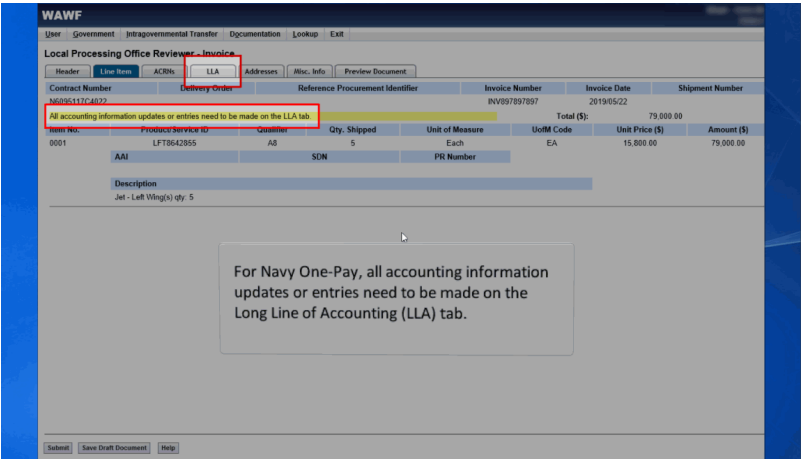 WAWF
User Government Intragovernmental Transfer Documentation Lookup Exit
Local Processing Office Reviewer - Invoice
Header Line Item ACRNs LLA Addresses Misc. Info Preview Document
Contract Number Delivery Order Reference Procurement Identifier Invoice Number Invoice Date Shipment Number
N6095117C4022 INV897897897 2019/05/22
All accounting information updates or entries need to be made on the LLA tab. Total ($): 79,000.00
Item No. Product/Service ID Qualifier Qty. Shipped Unit of Measure UofM Code Unit Price ($) Amount ($)
0001 LFT8642855 A8 5 Each EA 15,800.00 79,000.00
AAI SDN PR Number
Description
Jet - Left Wing(s) qty: 5
For Navy One-Pay, all accounting information
updates or entries need to be made on the
Long Line of Accounting (LLA) tab.
Submit Save Draft Document Help